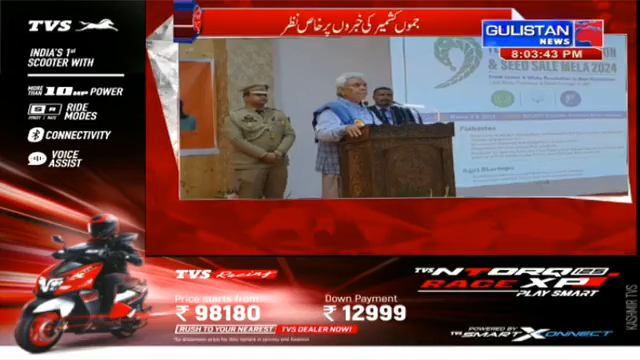 TVS
INDIA'S 1ST
SCOOTER WITH
MORE THAN 10 POWER
RIDE MODES
CONNECTIVITY
VOICE ASSIST
جموں کشمیر کی خبروں پر خاص نظر
GULISTAN
NEWS
8:03:43 PM
& SEED SALE MELA 2024
TVS Racing
Price starts from
₹ 98180
Down Payment
₹ 12999
RUSH TO YOUR NEAREST TVS DEALER NOW!
TVS NTORQ 125
RACE XP
PLAY SMART
POWERED BY
TVS SMART XONNECT
KASHMIR TVS